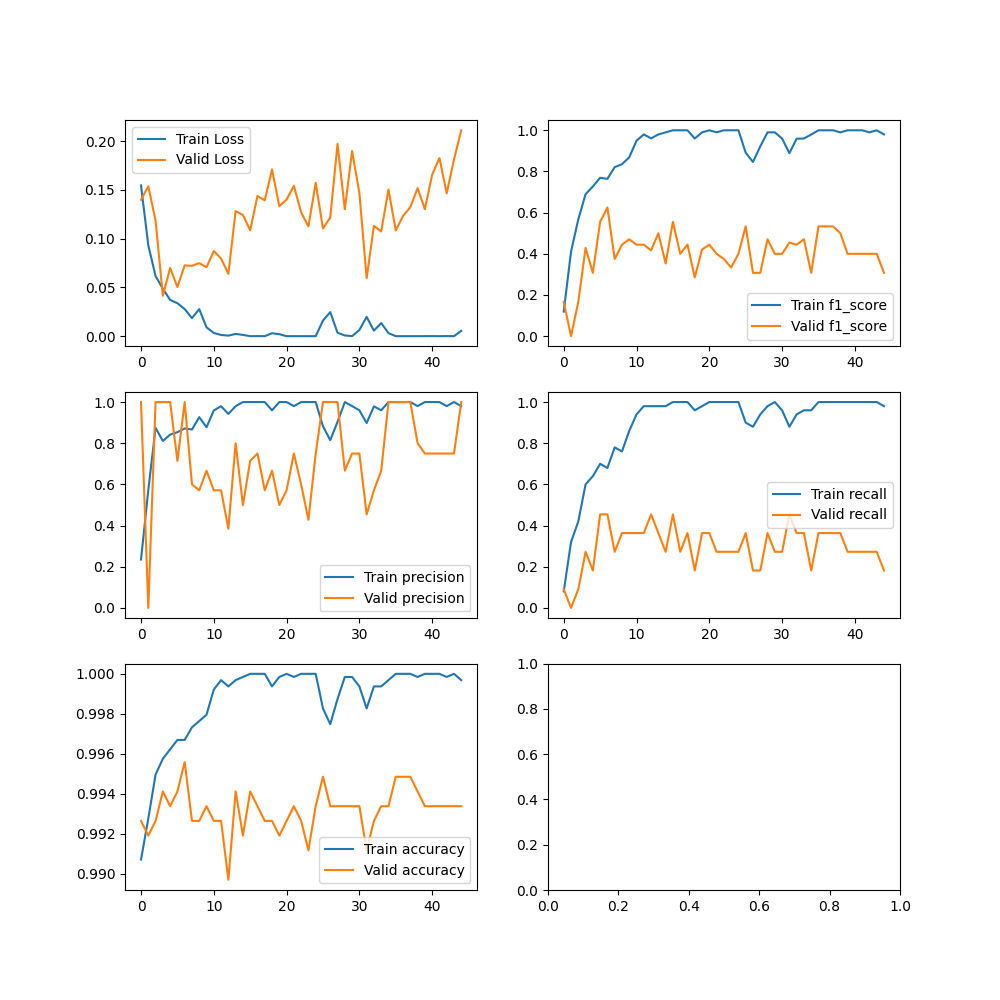 Train Loss
Valid Loss
0.20
0.15
0.10
0.05
0.00
0 10 20 30 40
1.0
0.8
0.6
0.4
0.2
0.0
Train f1_score
Valid f1_score
0 10 20 30 40
1.0
0.8
0.6
0.4
0.2
0.0
Train precision
Valid precision
0 10 20 30 40
1.0
0.8
0.6
0.4
0.2
0.0
Train recall
Valid recall
0 10 20 30 40
1.000
0.998
0.996
0.994
0.992
0.990
Train accuracy
Valid accuracy
0 10 20 30 40
1.0
0.8
0.6
0.4
0.2
0.0
0.0 0.2 0.4 0.6 0.8 1.0